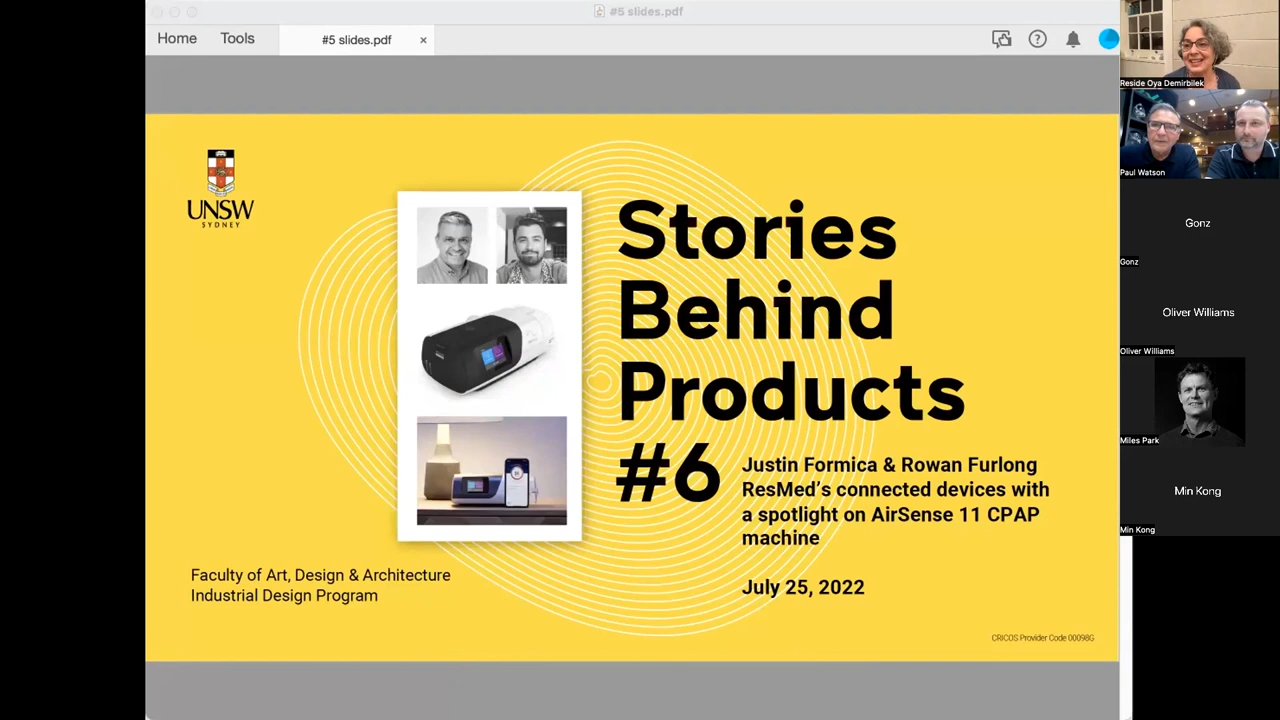 #5 slides.pdf
Home
Tools
#5 slides.pdf
×
?
UNSW
SYDNEY
Stories
Behind
Products
#6
Justin Formica & Rowan Furlong
ResMed’s connected devices with
a spotlight on AirSense 11 CPAP
machine
July 25, 2022
Faculty of Art, Design & Architecture
Industrial Design Program
CRICOS Provider Code 00098G
Reside Oya Demirbilek
Paul Watson
Gonz
Gonz
Oliver Williams
Oliver Williams
Miles Park
Min Kong
Min Kong